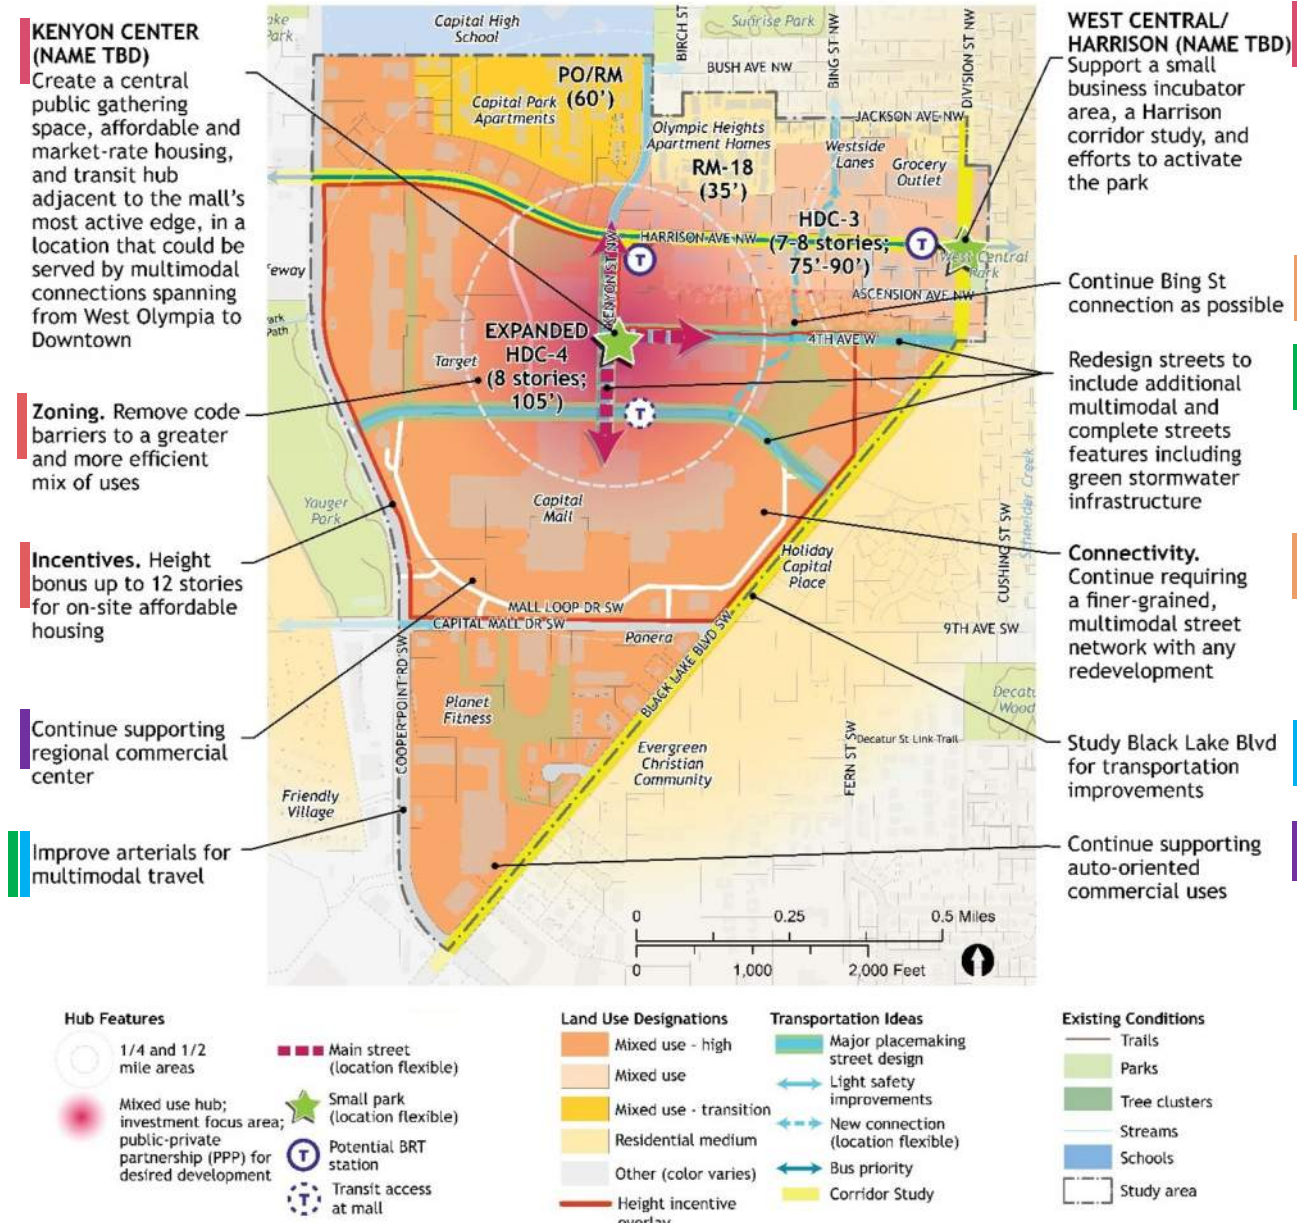 KENYON CENTER
(NAME TBD)
Create a central
public gathering
space, affordable and
market-rate housing,
and transit hub
adjacent to the mall's
most active edge, in a
location that could be
served by multimodal
connections spanning
from West Olympia to
Downtown
Zoning. Remove code
barriers to a greater
and more efficient
mix of uses
Incentives. Height
bonus up to 12 stories
for on-site affordable
housing
Continue supporting
regional commercial
center
Improve arterials for
multimodal travel
ake
Park
Capital High
School
BIRCH ST
Sunrise Park
BUSH AVE NW
BING ST NW
DIVISION ST NW
PO/RM
(60')
Capital Park
Apartments
JACKSON AVE NW
Olympic Heights
Apartment Homes
Westside
Lanes
Grocery
Outlet
RM-18
(35')
HDC-3
(7-8 stories;
75'-90')
HARRISON AVE NW
T
T
West Central
Park
KENYON ST NW
ASCENSION AVE NW
feway
ark
Path
EXPANDED
HDC-4
(8 stories;
105')
4TH AVE W
Target
T
Yauger
Park
Capital
Mall
Holiday
Capital
Place
CUSHING ST SW
Schneider Creek
MALL LOOP DR SW
CAPITAL MALL DR SW
Panera
9TH AVE SW
COOPER POINT RD SW
BLACK LAKE BLVD SW
Planet
Fitness
Decatu
Wood
Evergreen
Christian
Community
FERN ST SW
Decatur St Link Trail
Friendly
Village
0 0.25 0.5 Miles
0 1,000 2,000 Feet
WEST CENTRAL/
HARRISON (NAME TBD)
Support a small
business incubator
area, a Harrison
corridor study, and
efforts to activate
the park
Continue Bing St
connection as possible
Redesign streets to
include additional
multimodal and
complete streets
features including
green stormwater
infrastructure
Connectivity.
Continue requiring
a finer-grained,
multimodal street
network with any
redevelopment
Study Black Lake Blvd
for transportation
improvements
Continue supporting
auto-oriented
commercial uses
Hub Features
1/4 and 1/2
mile areas
Mixed use hub;
investment focus area;
public-private
partnership (PPP) for
desired development
Main street
(location flexible)
Small park
(location flexible)
T
Potential BRT
station
T
Transit access
at mall
Land Use Designations
Mixed use - high
Mixed use
Mixed use - transition
Residential medium
Other (color varies)
Height incentive
overlay
Transportation Ideas
Major placemaking
street design
Light safety
improvements
New connection
(location flexible)
Bus priority
Corridor Study
Existing Conditions
Trails
Parks
Tree clusters
Streams
Schools
Study area